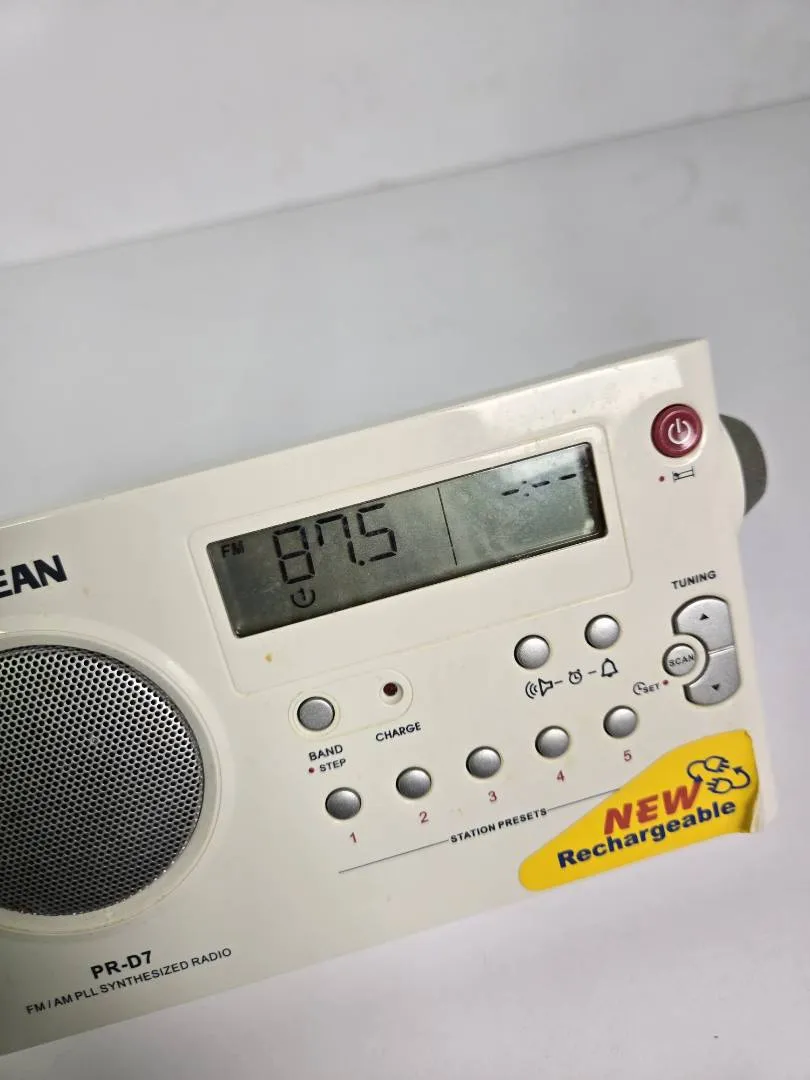 EAN
FM 87.5 -:--
TUNING
SCAN
SET
BAND
STEP
CHARGE
1 2 3 4 5
STATION PRESETS
NEW
Rechargeable
PR-D7
FM / AM PLL SYNTHESIZED RADIO